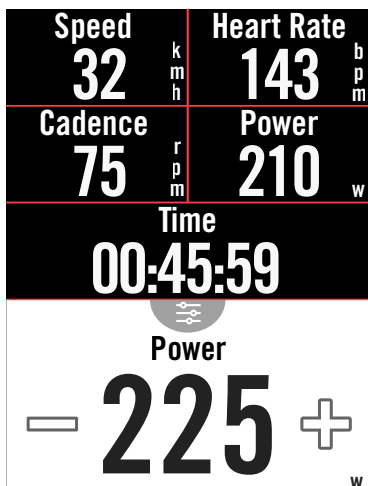 Speed Heart Rate
32 kmh 143 bpm
Cadence Power
75 rpm 210 w
Time
00:45:59
Power
− 225 +
w